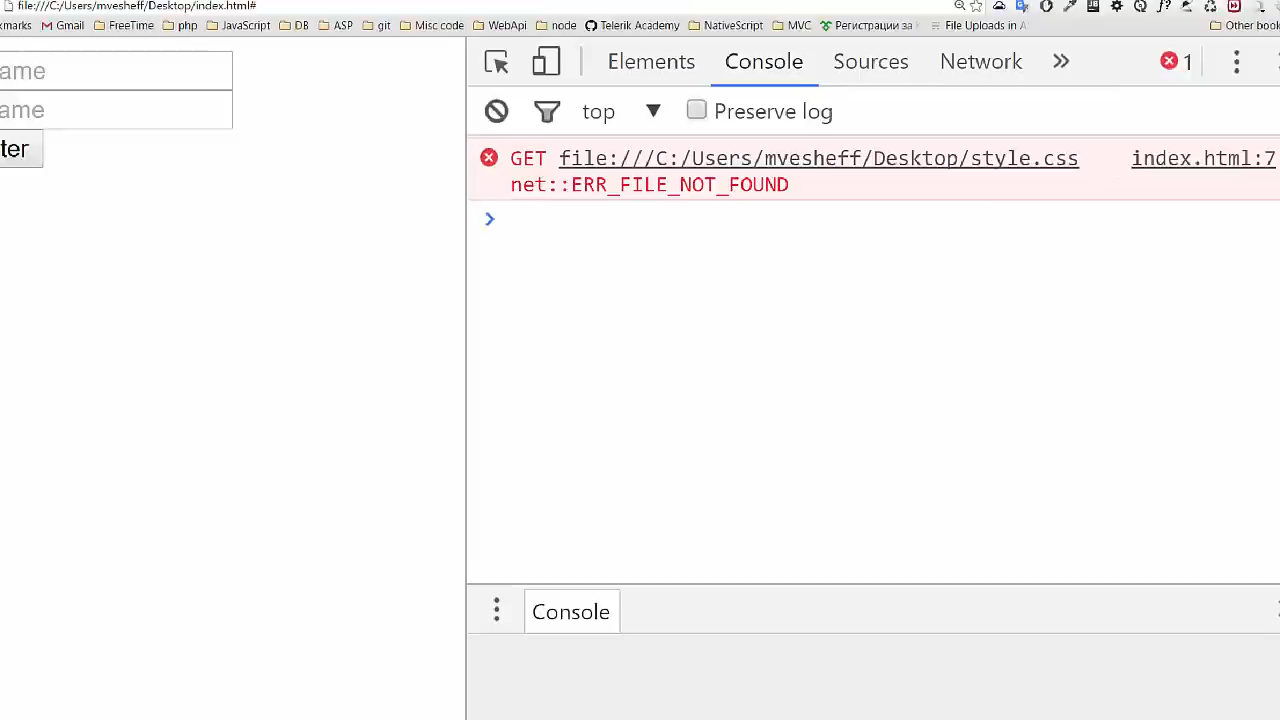 file:///C:/Users/mvesheff/Desktop/index.html#
marks Gmail FreeTime php JavaScript DB ASP git Misc code WebApi node Telerik Academy NativeScript MVC Регистрации за File Uploads in A Other boo
ame
ame
ter
Elements Console Sources Network » 1
top Preserve log
GET file:///C:/Users/mvesheff/Desktop/style.css index.html:7
net::ERR_FILE_NOT_FOUND
>
Console